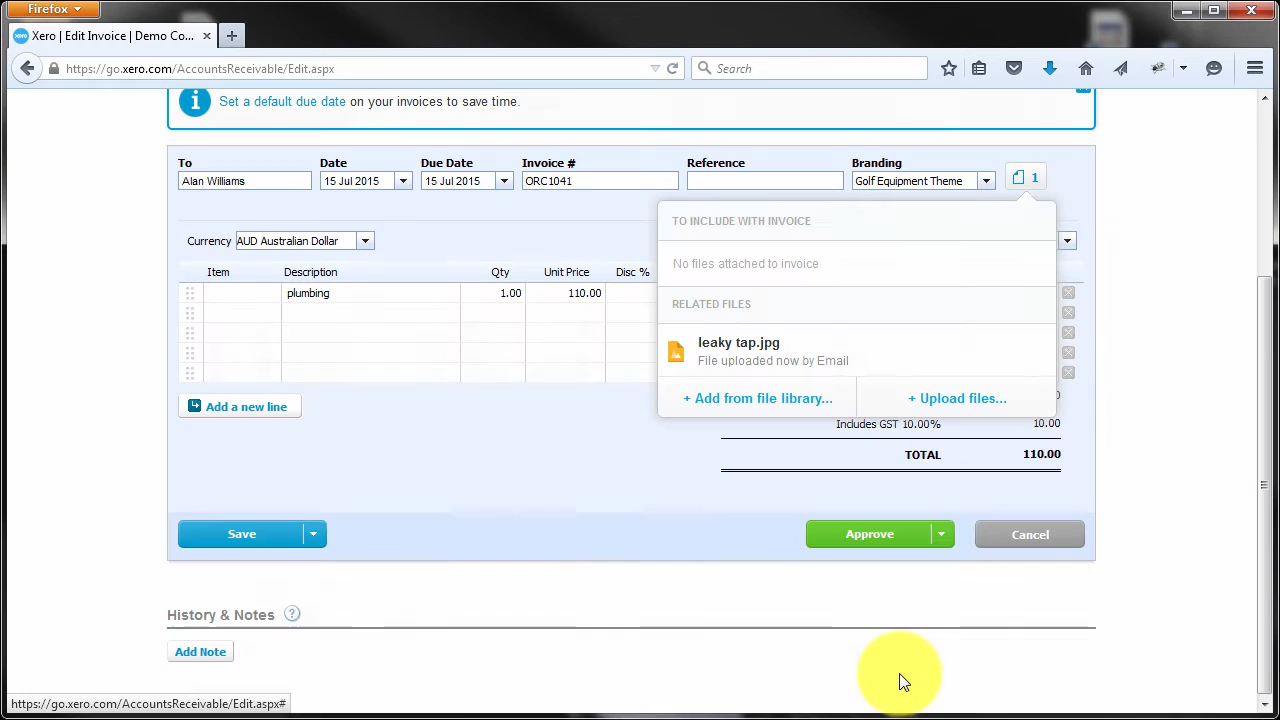 Firefox
Xero | Edit Invoice | Demo Co...
https://go.xero.com/AccountsReceivable/Edit.aspx
Search
Set a default due date on your invoices to save time.
To
Date
Due Date
Invoice #
Reference
Branding
Alan Williams
15 Jul 2015
15 Jul 2015
ORC1041
Golf Equipment Theme
1
TO INCLUDE WITH INVOICE
Currency
AUD Australian Dollar
No files attached to invoice
Item
Description
Qty
Unit Price
Disc %
plumbing
1.00
110.00
RELATED FILES
leaky tap.jpg
File uploaded now by Email
+ Add from file library...
+ Upload files...
Add a new line
Includes GST 10.00%
10.00
TOTAL
110.00
Save
Approve
Cancel
History & Notes
?
Add Note
https://go.xero.com/AccountsReceivable/Edit.aspx#